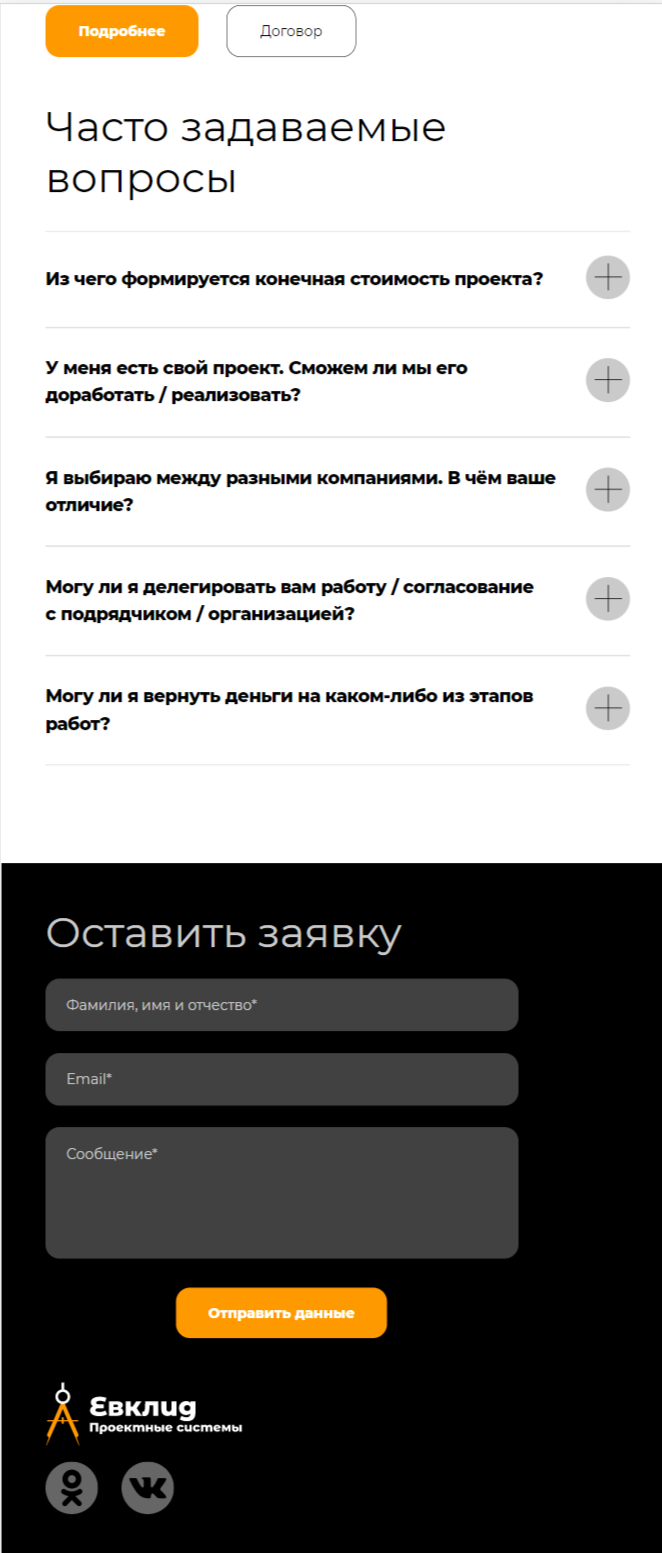 Подробнее
Договор
Часто задаваемые
вопросы
Из чего формируется конечная стоимость проекта?
У меня есть свой проект. Сможем ли мы его
доработать / реализовать?
Я выбираю между разными компаниями. В чём ваше
отличие?
Могу ли я делегировать вам работу / согласование
с подрядчиком / организацией?
Могу ли я вернуть деньги на каком-либо из этапов
работ?
Оставить заявку
Фамилия, имя и отчество*
Email*
Сообщение*
Отправить данные
Евклид
Проектные системы